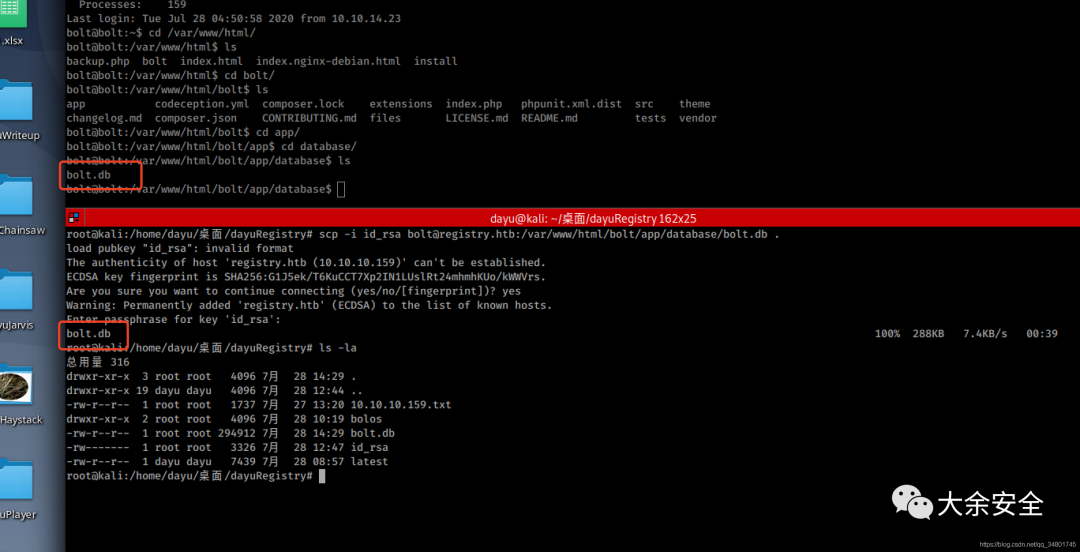 Processes:    159
Last login: Tue Jul 28 04:50:58 2020 from 10.10.14.23
bolt@bolt:~$ cd /var/www/html/
bolt@bolt:/var/www/html$ ls
backup.php  bolt  index.html  index.nginx-debian.html  install
bolt@bolt:/var/www/html$ cd bolt/
bolt@bolt:/var/www/html/bolt$ ls
app           codeception.yml  composer.lock    extensions  index.php   phpunit.xml.dist  src    theme
changelog.md  composer.json    CONTRIBUTING.md  files       LICENSE.md  README.md         tests  vendor
bolt@bolt:/var/www/html/bolt$ cd app/
bolt@bolt:/var/www/html/bolt/app$ cd database/
bolt@bolt:/var/www/html/bolt/app/database$ ls
bolt.db
bolt@bolt:/var/www/html/bolt/app/database$
dayu@kali: ~/桌面/dayuRegistry 162x25
root@kali:/home/dayu/桌面/dayuRegistry# scp -i id_rsa bolt@registry.htb:/var/www/html/bolt/app/database/bolt.db .
load pubkey "id_rsa": invalid format
The authenticity of host 'registry.htb (10.10.10.159)' can't be established.
ECDSA key fingerprint is SHA256:G1J5ek/T6KuCCT7Xp2IN1LUslRt24mhmhKUo/kWWVrs.
Are you sure you want to continue connecting (yes/no/[fingerprint])? yes
Warning: Permanently added 'registry.htb' (ECDSA) to the list of known hosts.
Enter passphrase for key 'id_rsa':
bolt.db    100%  288KB   7.4KB/s   00:39
root@kali:/home/dayu/桌面/dayuRegistry# ls -la
总用量 316
drwxr-xr-x  3 root root   4096 7月  28 14:29 .
drwxr-xr-x 19 dayu dayu   4096 7月  28 12:44 ..
-rw-r--r--  1 root root   1737 7月  27 13:20 10.10.10.159.txt
drwxr-xr-x  2 root root   4096 7月  28 10:19 bolos
-rw-r--r--  1 root root 294912 7月  28 14:29 bolt.db
-rw-------  1 root root   3326 7月  28 12:47 id_rsa
-rw-r--r--  1 dayu dayu   7439 7月  28 08:57 latest
root@kali:/home/dayu/桌面/dayuRegistry#
.xlsx
uWriteup
Chainsaw
yuJarvis
Haystack
uPlayer
大余安全
https://blog.csdn.net/qq_34801745